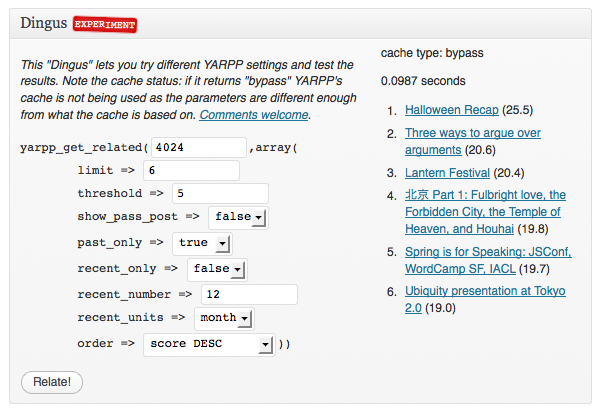 Dingus EXPERIMENT
This "Dingus" lets you try different YARPP settings and test the
results. Note the cache status: if it returns "bypass" YARPP's
cache is not being used as the parameters are different enough
from what the cache is based on. Comments welcome.
yarpp_get_related( 4024 ,array(
limit => 6
threshold => 5
show_pass_post => false
past_only => true
recent_only => false
recent_number => 12
recent_units => month
order => score DESC ))
Relate!
cache type: bypass
0.0987 seconds
1. Halloween Recap (25.5)
2. Three ways to argue over
arguments (20.6)
3. Lantern Festival (20.4)
4. 北京 Part 1: Fulbright love, the
Forbidden City, the Temple of
Heaven, and Houhai (19.8)
5. Spring is for Speaking: JSConf,
WordCamp SF, IACL (19.7)
6. Ubiquity presentation at Tokyo
2.0 (19.0)